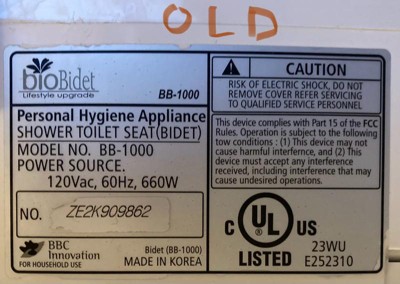 OLD
bioBidet
Lifestyle upgrade
BB-1000
Personal Hygiene Appliance
SHOWER TOILET SEAT(BIDET)
MODEL NO. BB-1000
POWER SOURCE.
120Vac, 60Hz, 660W
NO. ZE2K909862
BBC
Innovation
FOR HOUSEHOLD USE
Bidet (BB-1000)
MADE IN KOREA
CAUTION
RISK OF ELECTRIC SHOCK, DO NOT
REMOVE COVER REFER SERVICING
TO QUALIFIED SERVICE PERSONNEL
This device complies with Part 15 of the FCC
Rules. Operation is subject to the following
tow conditions : (1) This device may not
cause harmful interfernce, and (2) This
device must accept any interference
received, including interfernce that may
cause undesired operations.
C UL US
LISTED
23WU
E252310